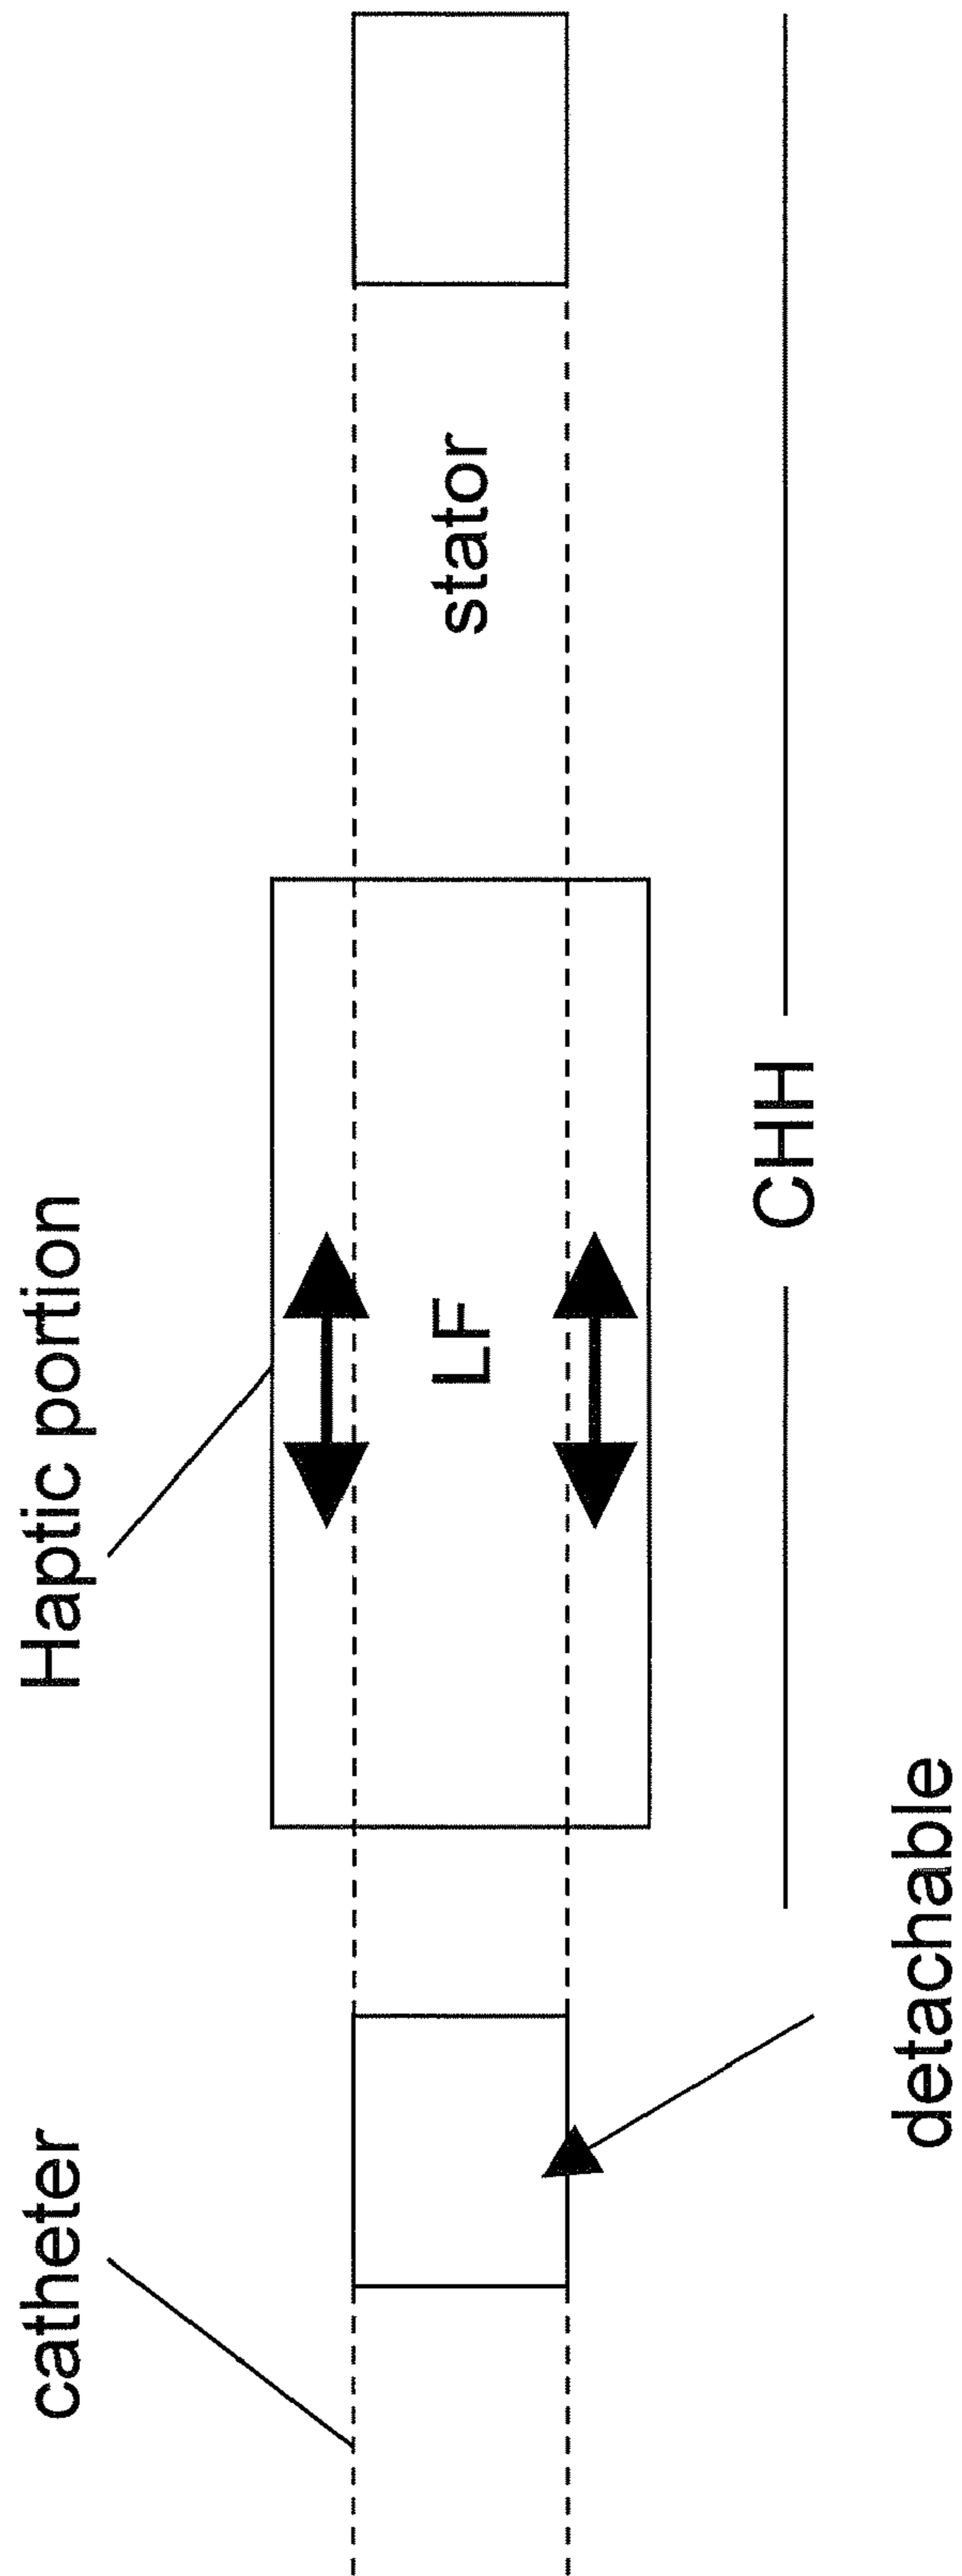 catheter
Haptic portion
LF
stator
CHH
detachable